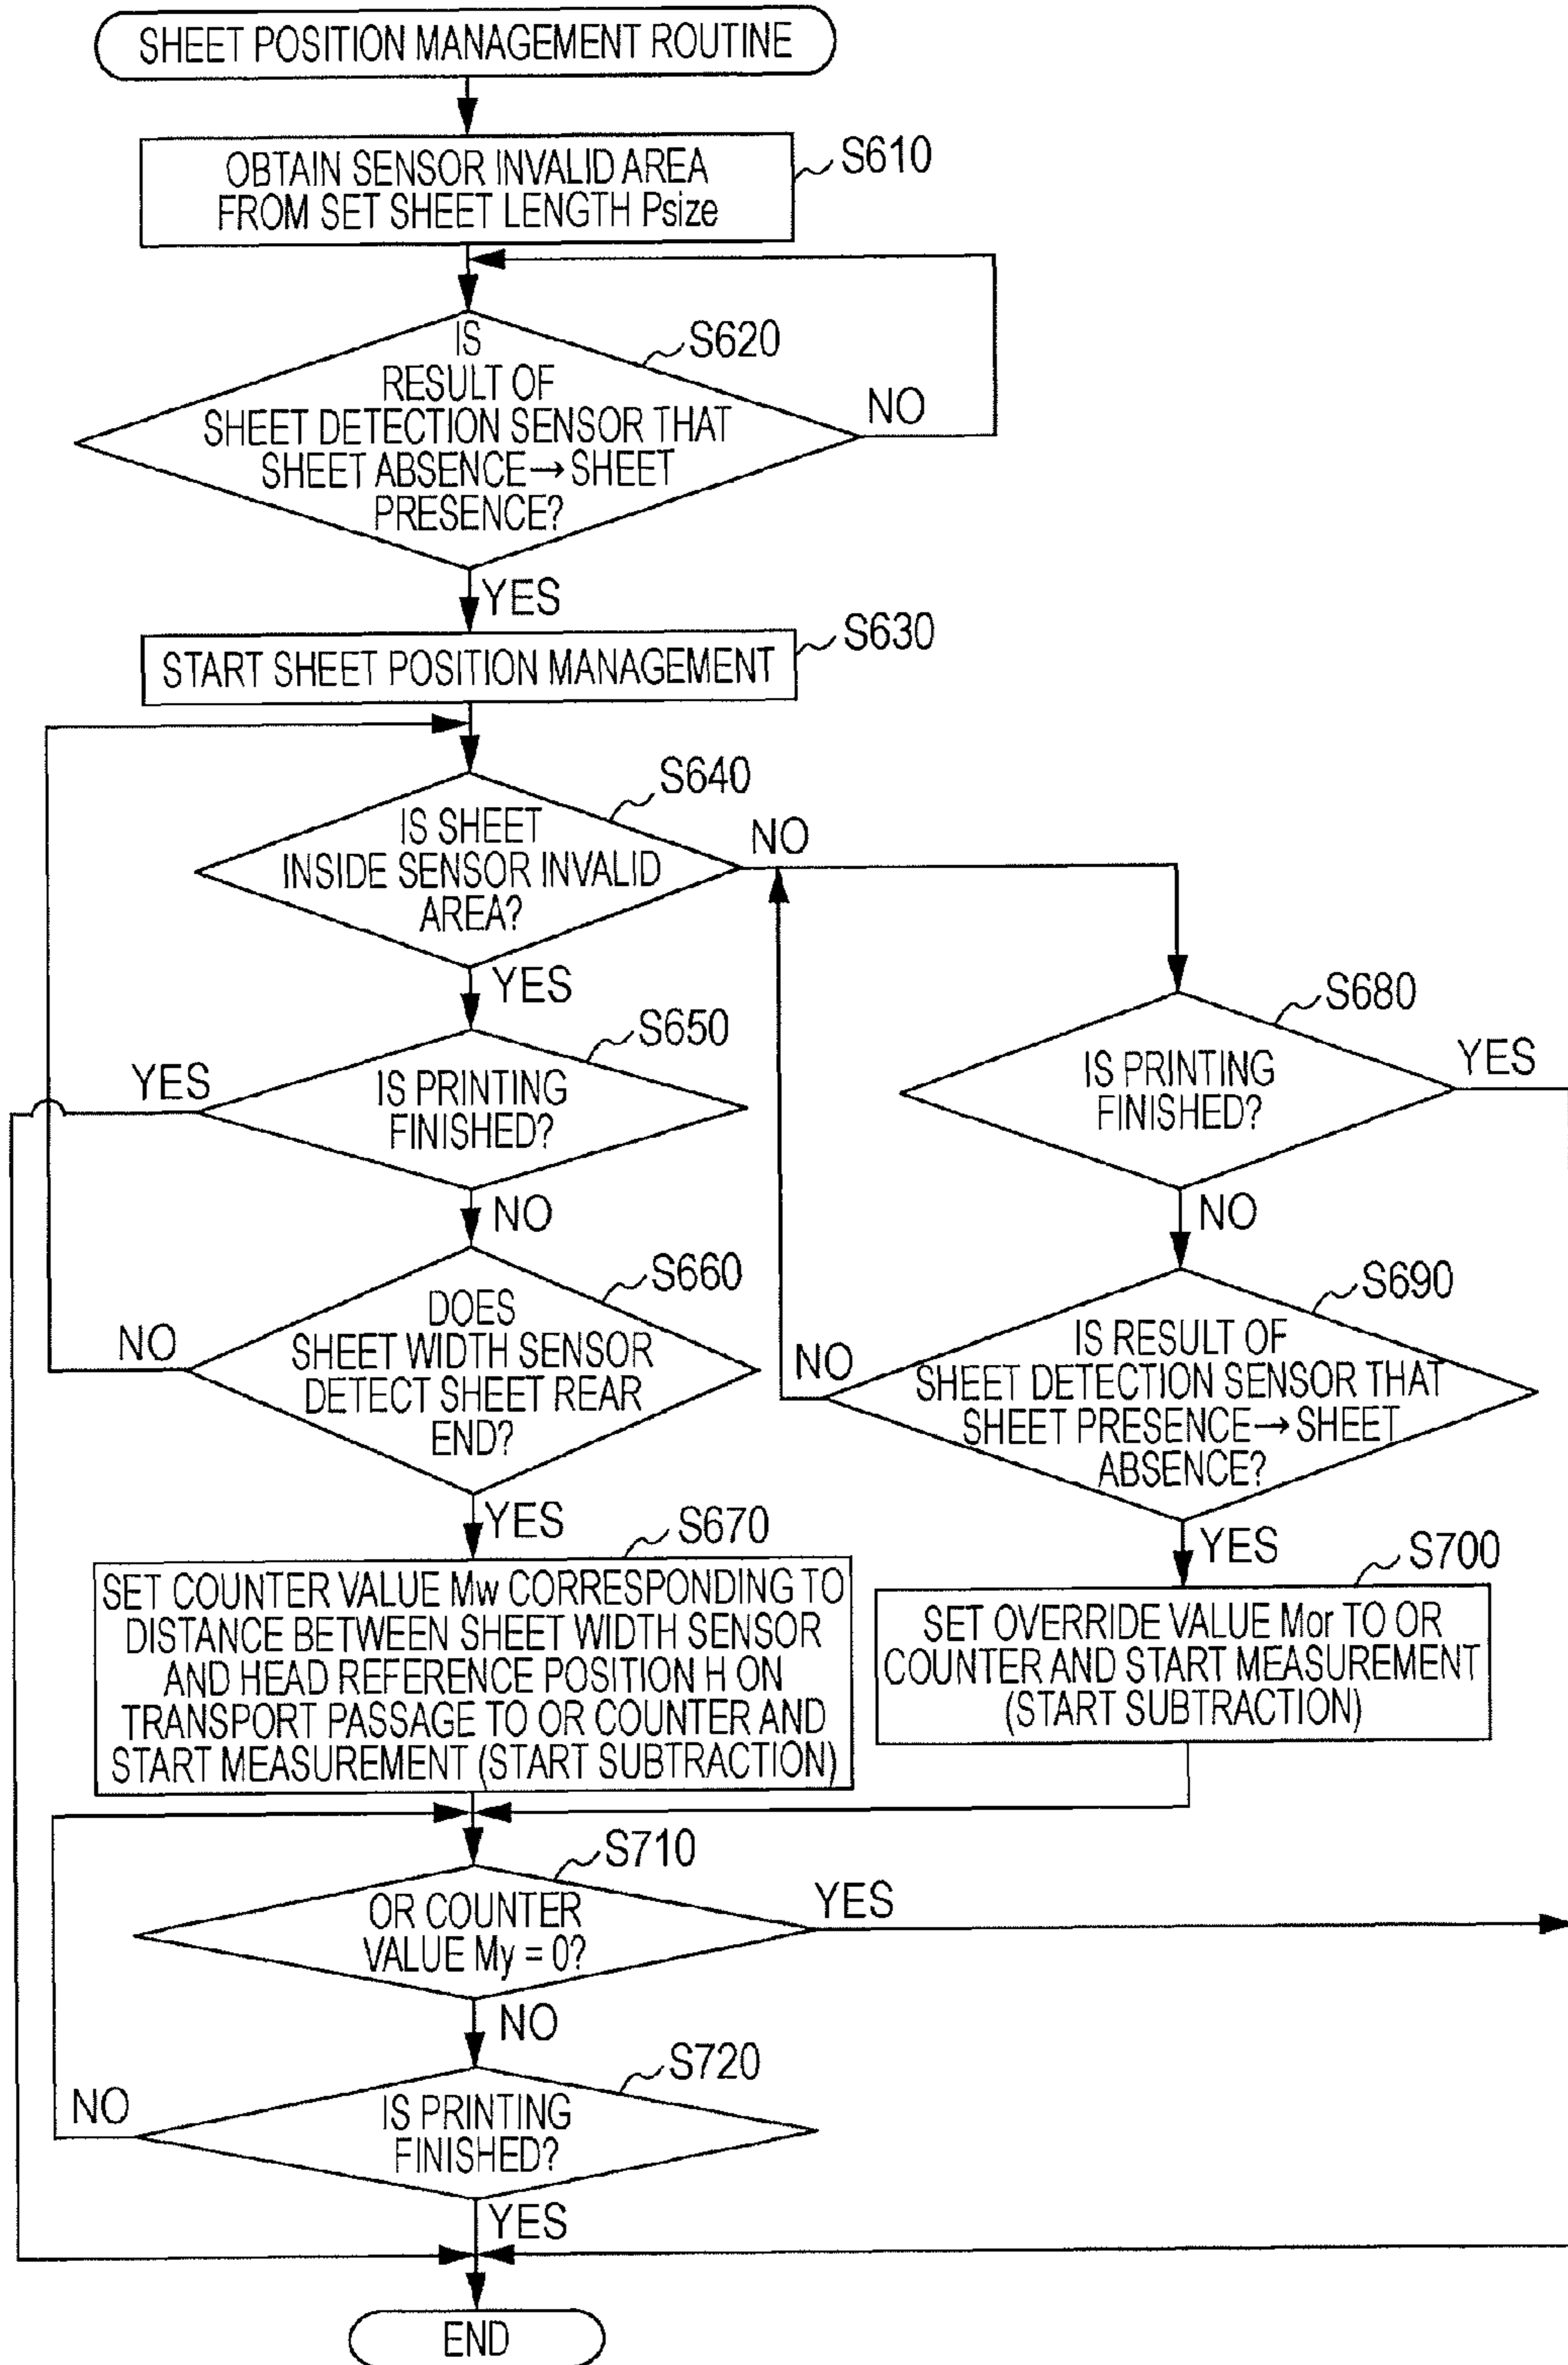 SHEET POSITION MANAGEMENT ROUTINE
OBTAIN SENSOR INVALID AREA
FROM SET SHEET LENGTH Psize
S610
IS
RESULT OF
SHEET DETECTION SENSOR THAT
SHEET ABSENCE→SHEET
PRESENCE?
S620
NO
YES
START SHEET POSITION MANAGEMENT
S630
IS SHEET
INSIDE SENSOR INVALID
AREA?
S640
NO
YES
IS PRINTING
FINISHED?
S650
YES
NO
IS PRINTING
FINISHED?
S680
YES
NO
DOES
SHEET WIDTH SENSOR
DETECT SHEET REAR
END?
S660
NO
YES
IS RESULT OF
SHEET DETECTION SENSOR THAT
SHEET PRESENCE→SHEET
ABSENCE?
S690
NO
YES
SET COUNTER VALUE Mw CORRESPONDING TO
DISTANCE BETWEEN SHEET WIDTH SENSOR
AND HEAD REFERENCE POSITION H ON
TRANSPORT PASSAGE TO OR COUNTER AND
START MEASUREMENT (START SUBTRACTION)
S670
SET OVERRIDE VALUE Mor TO OR
COUNTER AND START MEASUREMENT
(START SUBTRACTION)
S700
OR COUNTER
VALUE My = 0?
S710
YES
NO
IS PRINTING
FINISHED?
S720
NO
YES
END